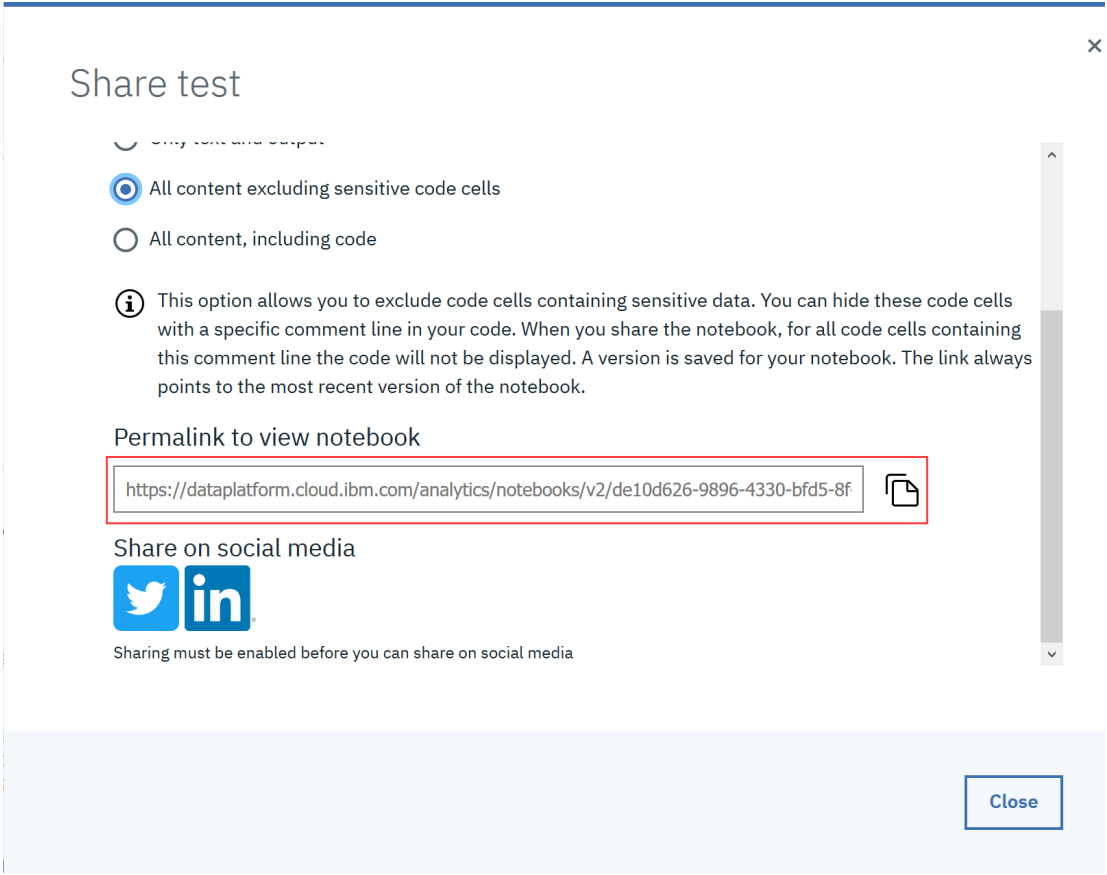 Share test
Only text and output
All content excluding sensitive code cells
All content, including code
This option allows you to exclude code cells containing sensitive data. You can hide these code cells
with a specific comment line in your code. When you share the notebook, for all code cells containing
this comment line the code will not be displayed. A version is saved for your notebook. The link always
points to the most recent version of the notebook.
Permalink to view notebook
https://dataplatform.cloud.ibm.com/analytics/notebooks/v2/de10d626-9896-4330-bfd5-8f
Share on social media
in
Sharing must be enabled before you can share on social media
Close